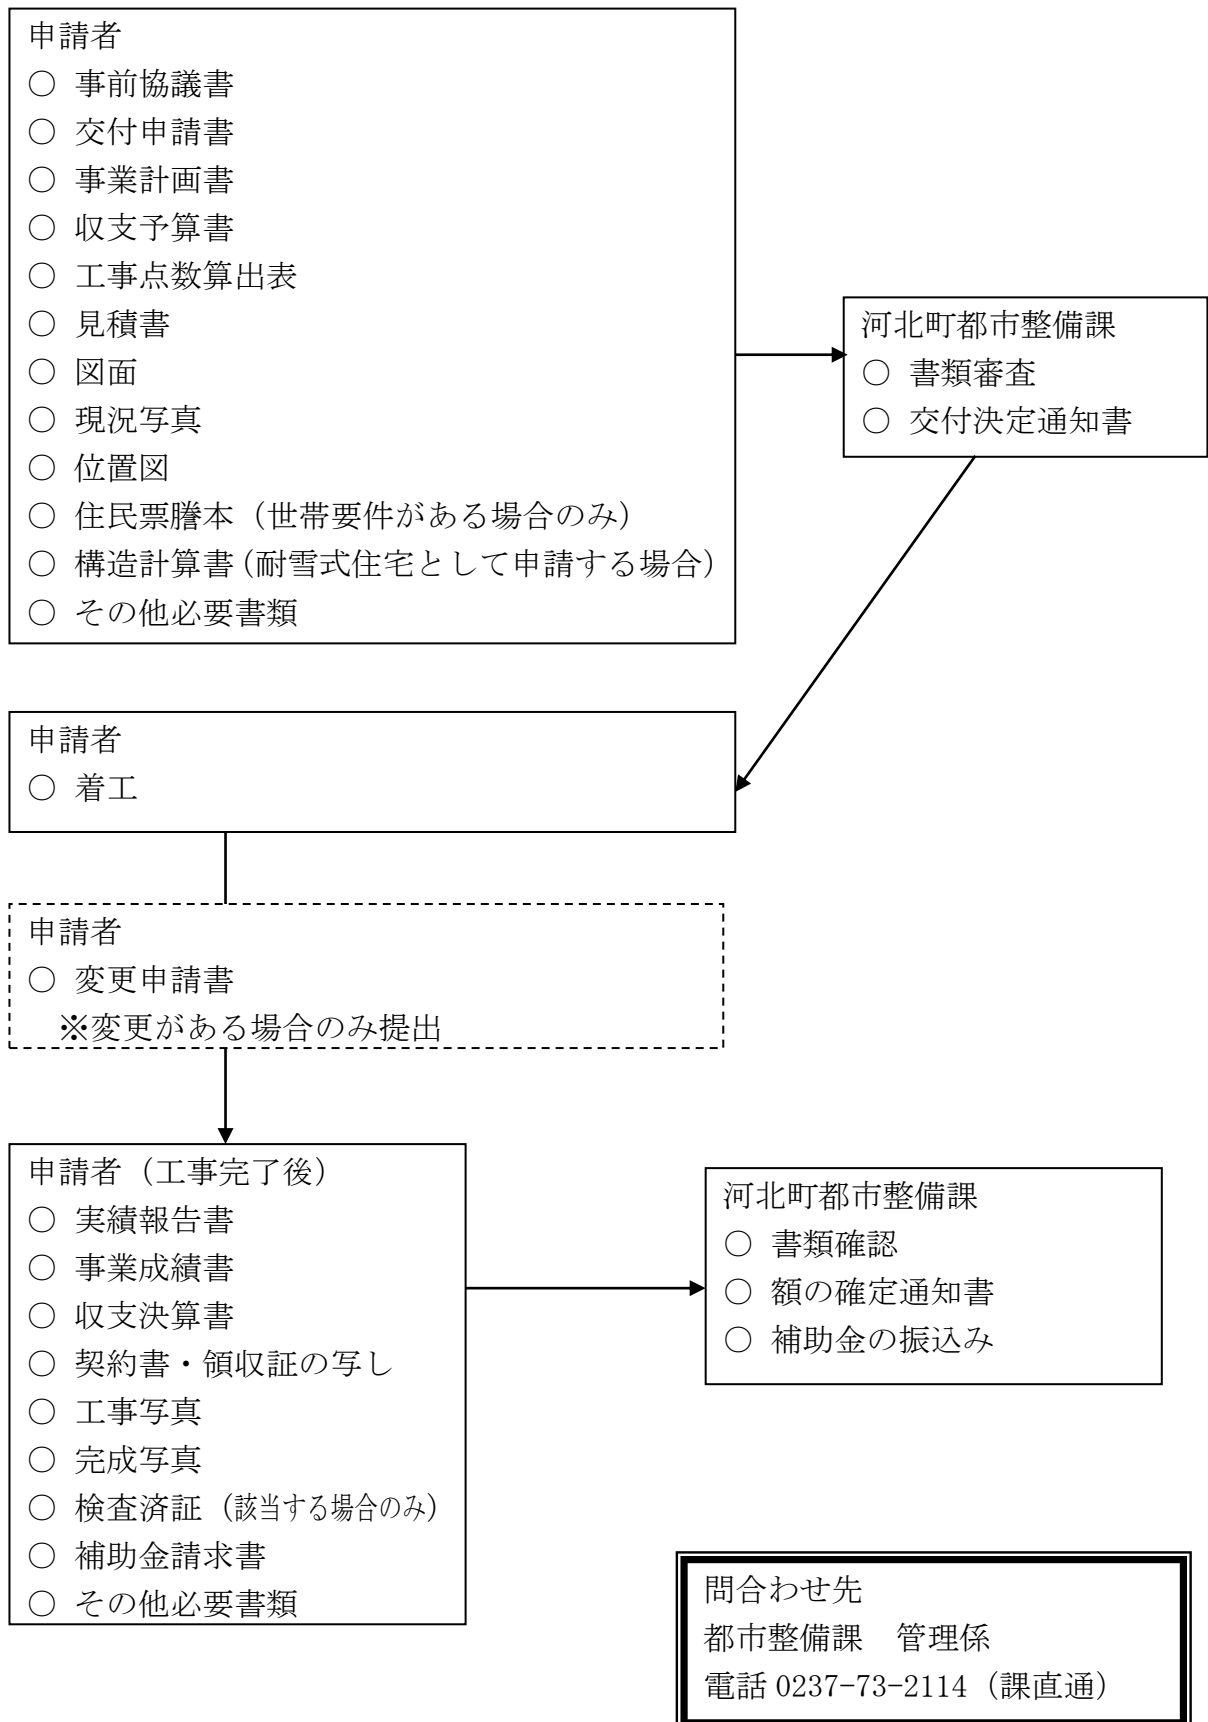 申請者
○ 事前協議書
○ 交付申請書
○ 事業計画書
○ 収支予算書
○ 工事点数算出表
○ 見積書
○ 図面
○ 現況写真
○ 位置図
○ 住民票謄本（世帯要件がある場合のみ）
○ 構造計算書（耐雪式住宅として申請する場合）
○ その他必要書類
河北町都市整備課
○ 書類審査
○ 交付決定通知書
申請者
○ 着工
申請者
○ 変更申請書
※変更がある場合のみ提出
申請者（工事完了後）
○ 実績報告書
○ 事業成績書
○ 収支決算書
○ 契約書・領収証の写し
○ 工事写真
○ 完成写真
○ 検査済証（該当する場合のみ）
○ 補助金請求書
○ その他必要書類
河北町都市整備課
○ 書類確認
○ 額の確定通知書
○ 補助金の振込み
問合わせ先
都市整備課　管理係
電話 0237-73-2114（課直通）